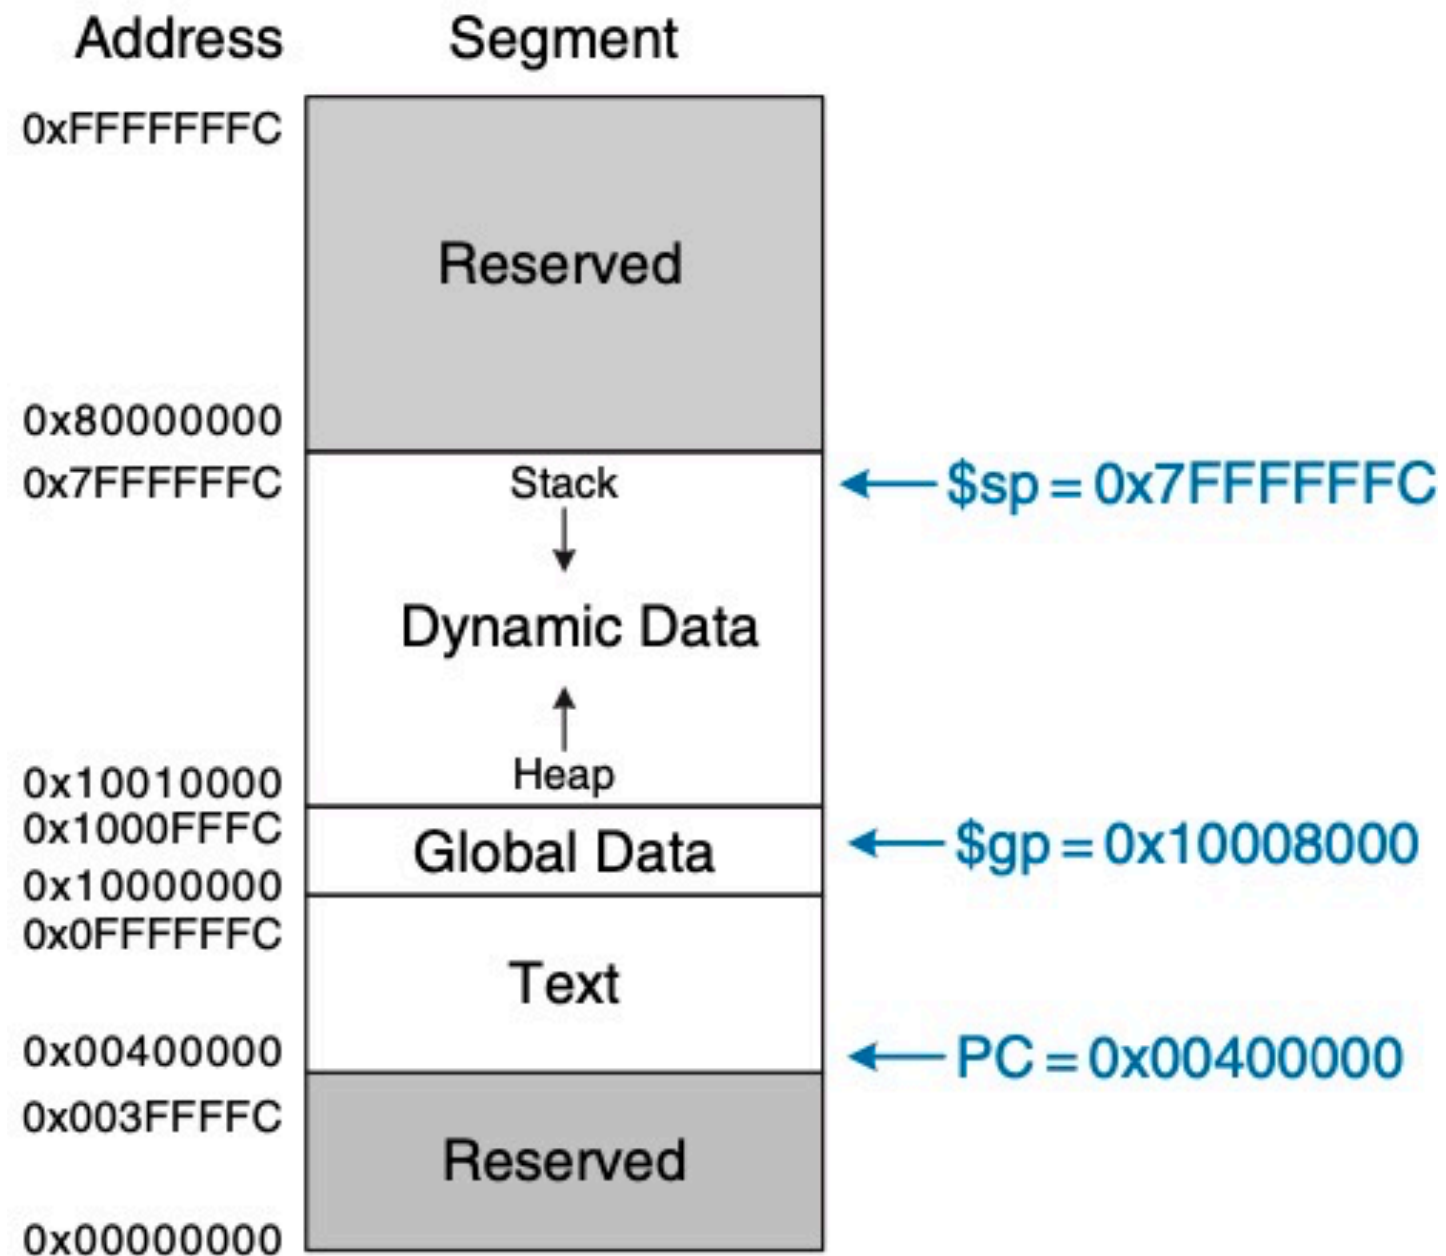 Address Segment
0xFFFFFFFC
Reserved
0x80000000
0x7FFFFFFC Stack $sp = 0x7FFFFFFC
Dynamic Data
0x10010000 Heap
0x1000FFFC
Global Data $gp = 0x10008000
0x10000000
0x0FFFFFFC
Text
0x00400000 PC = 0x00400000
0x003FFFFC
Reserved
0x00000000